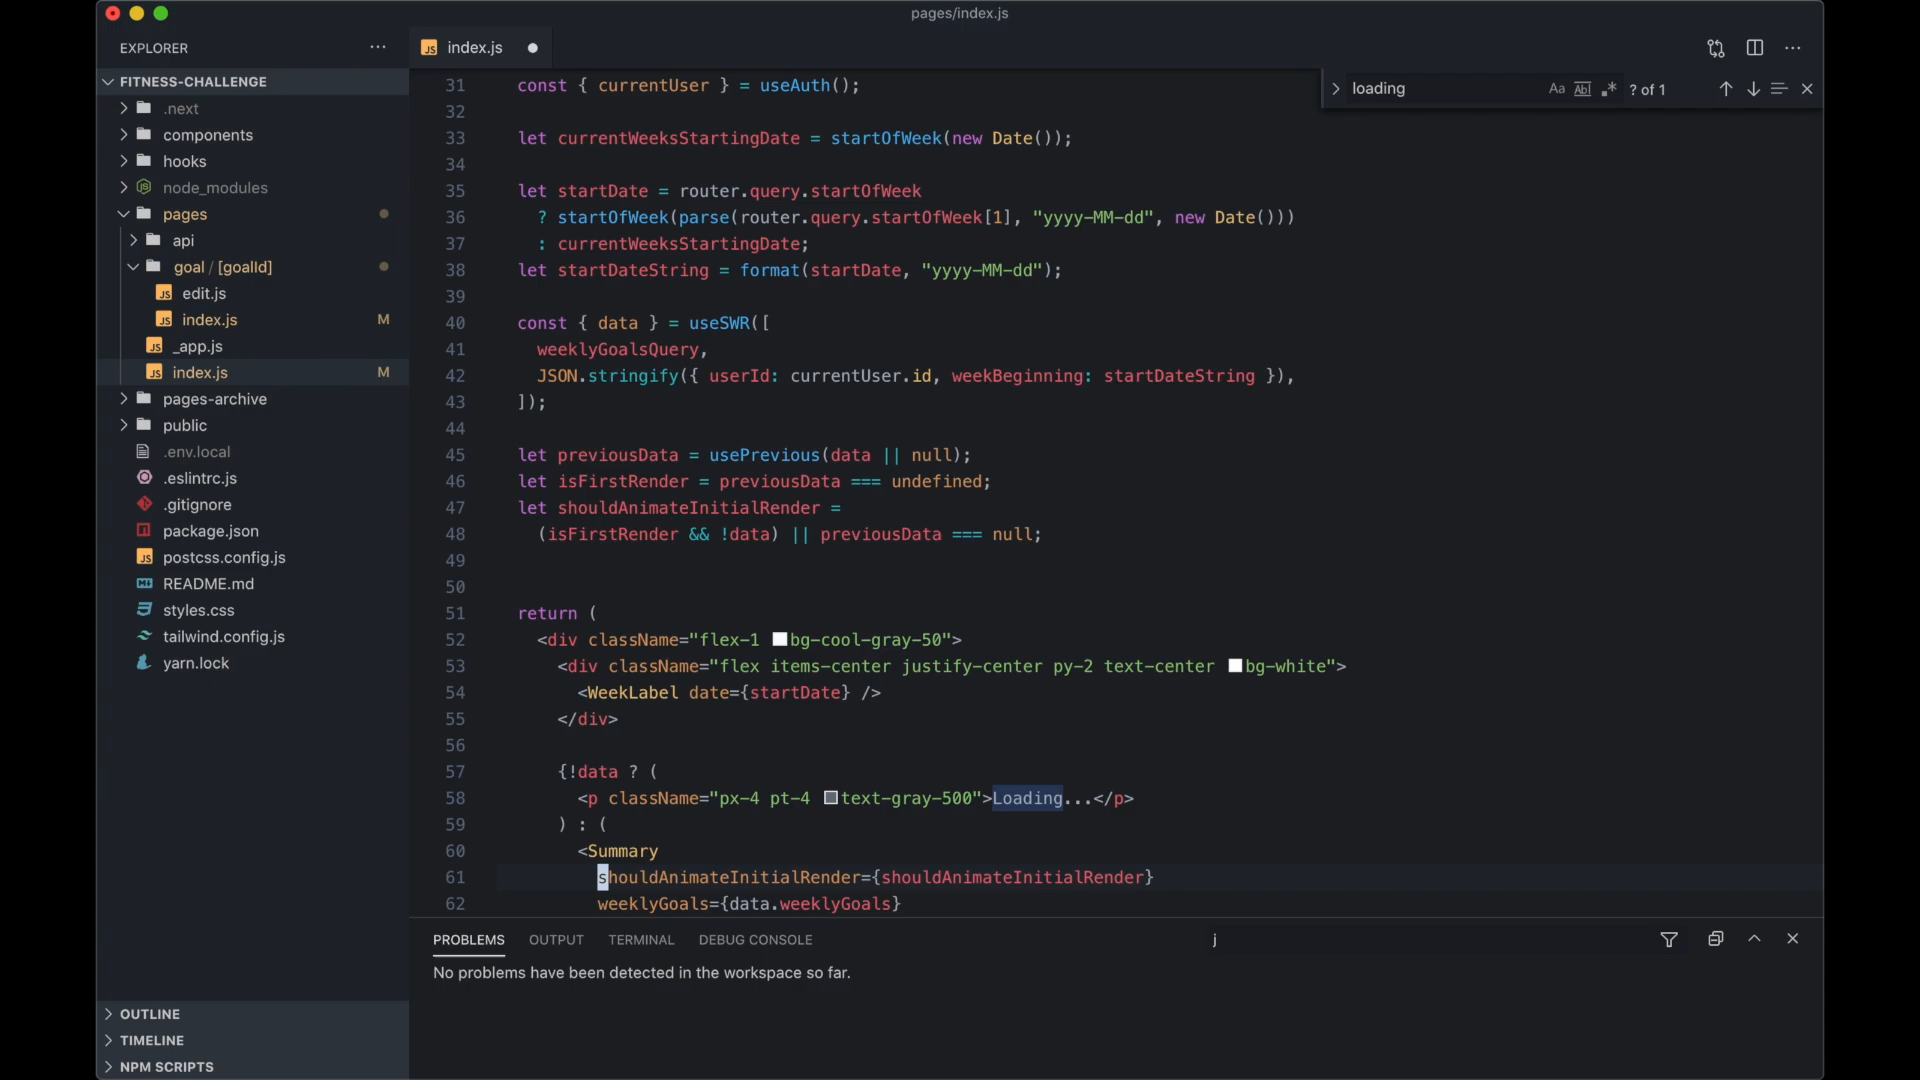 pages/index.js
EXPLORER
FITNESS-CHALLENGE
.next
components
hooks
node_modules
pages
api
goal / [goalId]
edit.js
index.js M
_app.js
index.js M
pages-archive
public
.env.local
.eslintrc.js
.gitignore
package.json
postcss.config.js
README.md
styles.css
tailwind.config.js
yarn.lock
OUTLINE
TIMELINE
NPM SCRIPTS
index.js
loading Aa Abl .* ? of 1
31 const { currentUser } = useAuth();
32
33 let currentWeeksStartingDate = startOfWeek(new Date());
34
35 let startDate = router.query.startOfWeek
36 ? startOfWeek(parse(router.query.startOfWeek[1], "yyyy-MM-dd", new Date()))
37 : currentWeeksStartingDate;
38 let startDateString = format(startDate, "yyyy-MM-dd");
39
40 const { data } = useSWR([
41 weeklyGoalsQuery,
42 JSON.stringify({ userId: currentUser.id, weekBeginning: startDateString }),
43 ]);
44
45 let previousData = usePrevious(data || null);
46 let isFirstRender = previousData === undefined;
47 let shouldAnimateInitialRender =
48 (isFirstRender && !data) || previousData === null;
49
50
51 return (
52 <div className="flex-1 bg-cool-gray-50">
53 <div className="flex items-center justify-center py-2 text-center bg-white">
54 <WeekLabel date={startDate} />
55 </div>
56
57 {!data ? (
58 <p className="px-4 pt-4 text-gray-500">Loading...</p>
59 ) : (
60 <Summary
61 shouldAnimateInitialRender={shouldAnimateInitialRender}
62 weeklyGoals={data.weeklyGoals}
PROBLEMS OUTPUT TERMINAL DEBUG CONSOLE j
No problems have been detected in the workspace so far.